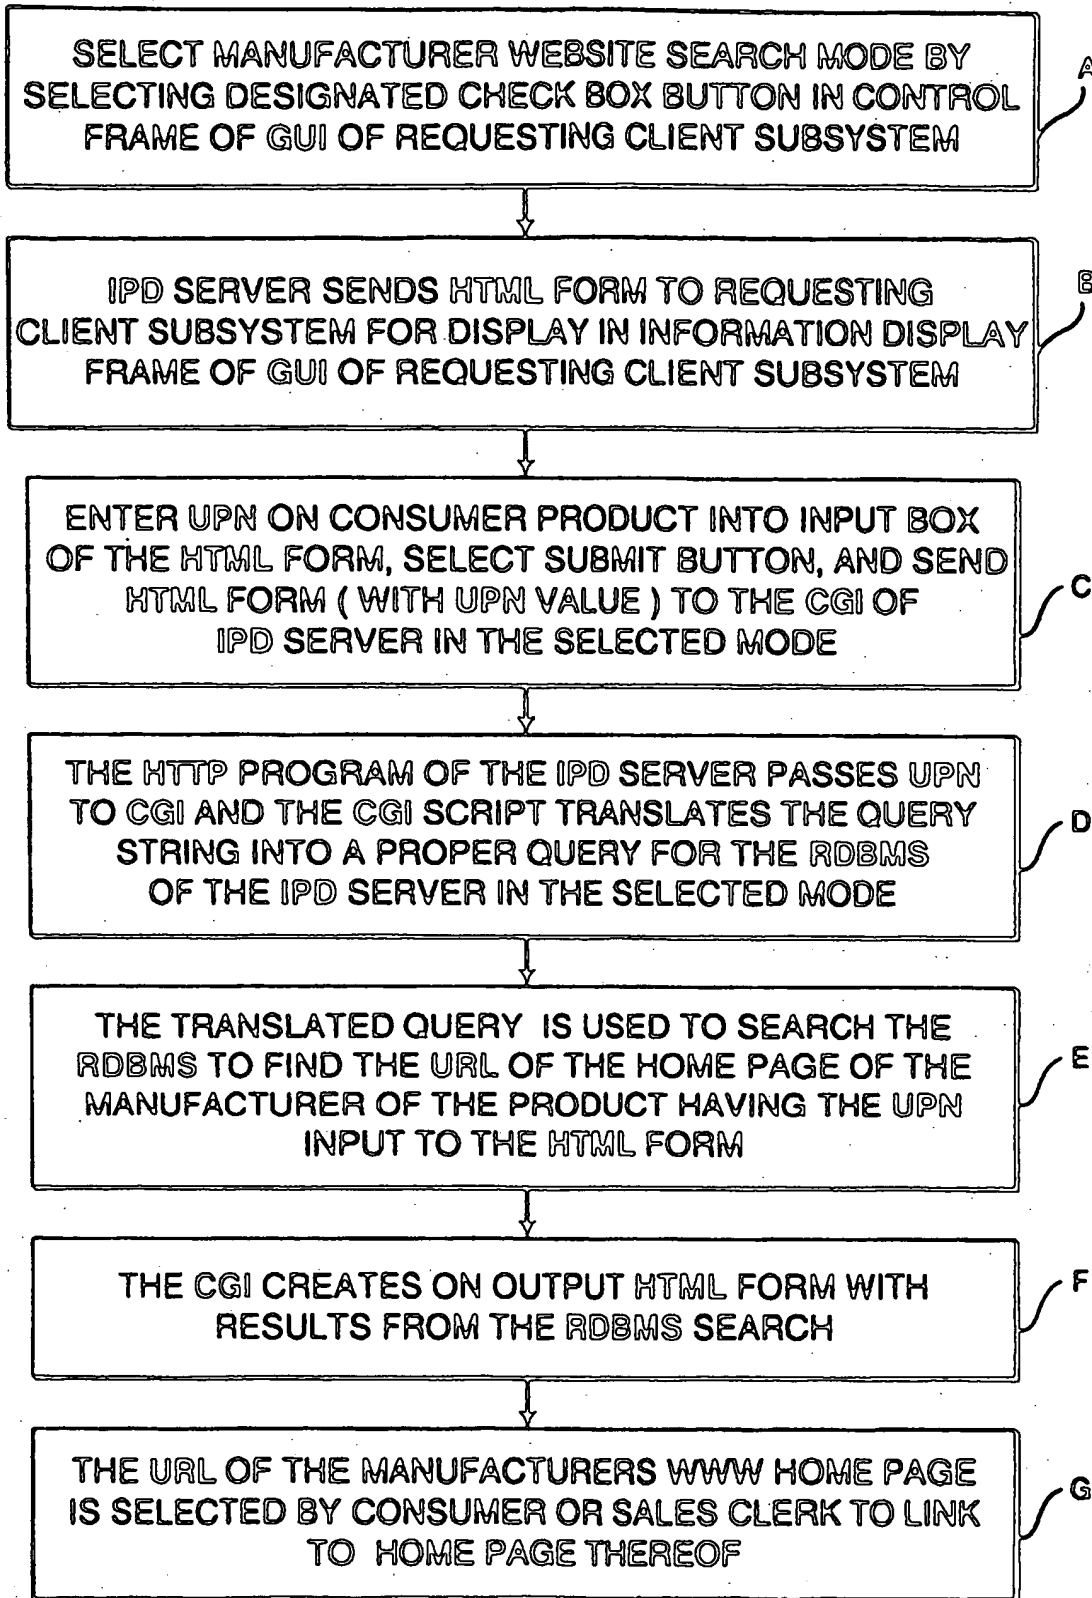 SELECT MANUFACTURER WEBSITE SEARCH MODE BY
SELECTING DESIGNATED CHECK BOX BUTTON IN CONTROL
FRAME OF GUI OF REQUESTING CLIENT SUBSYSTEM
A
IPD SERVER SENDS HTML FORM TO REQUESTING
CLIENT SUBSYSTEM FOR DISPLAY IN INFORMATION DISPLAY
FRAME OF GUI OF REQUESTING CLIENT SUBSYSTEM
B
ENTER UPN ON CONSUMER PRODUCT INTO INPUT BOX
OF THE HTML FORM, SELECT SUBMIT BUTTON, AND SEND
HTML FORM ( WITH UPN VALUE ) TO THE CGI OF
IPD SERVER IN THE SELECTED MODE
C
THE HTTP PROGRAM OF THE IPD SERVER PASSES UPN
TO CGI AND THE CGI SCRIPT TRANSLATES THE QUERY
STRING INTO A PROPER QUERY FOR THE RDBMS
OF THE IPD SERVER IN THE SELECTED MODE
D
THE TRANSLATED QUERY IS USED TO SEARCH THE
RDBMS TO FIND THE URL OF THE HOME PAGE OF THE
MANUFACTURER OF THE PRODUCT HAVING THE UPN
INPUT TO THE HTML FORM
E
THE CGI CREATES ON OUTPUT HTML FORM WITH
RESULTS FROM THE RDBMS SEARCH
F
THE URL OF THE MANUFACTURERS WWW HOME PAGE
IS SELECTED BY CONSUMER OR SALES CLERK TO LINK
TO HOME PAGE THEREOF
G